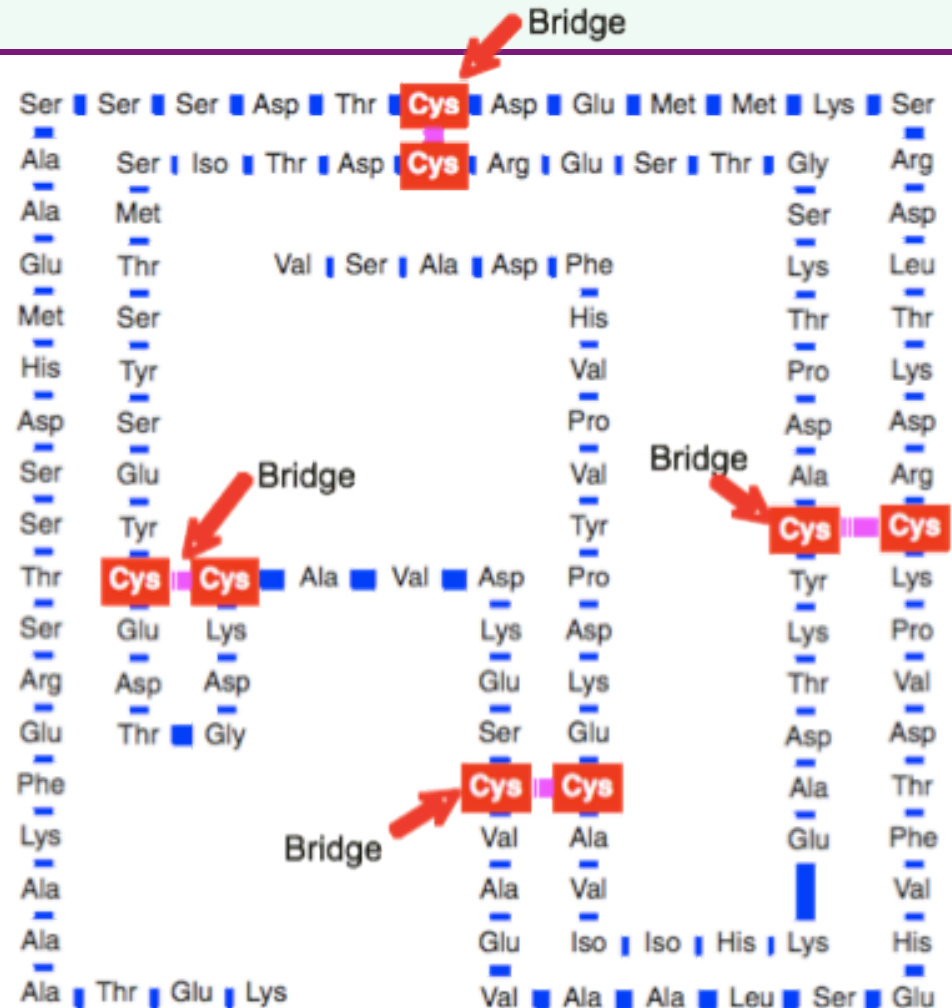 Bridge
Ser Ser Ser Asp Thr Cys Asp Glu Met Met Lys Ser
Ala Ser Iso Thr Asp Cys Arg Glu Ser Thr Gly Arg
Ala Met Ser Asp
Glu Thr Val Ser Ala Asp Phe Lys Leu
Met Ser His Thr Thr
His Tyr Val Pro Lys
Asp Ser Pro Asp Asp
Bridge
Ser Glu Bridge Val Ala Arg
Ser Tyr Tyr Cys Cys
Thr Cys Cys Ala Val Asp Pro Tyr Lys
Ser Glu Lys Lys Asp Lys Pro
Arg Asp Asp Glu Lys Thr Val
Glu Thr Gly Ser Glu Asp Asp
Phe Cys Cys Ala Thr
Lys Bridge Val Ala Glu Phe
Ala Ala Val Val
Ala Glu Iso Iso His Lys His
Ala Thr Glu Lys Val Ala Ala Leu Ser Glu